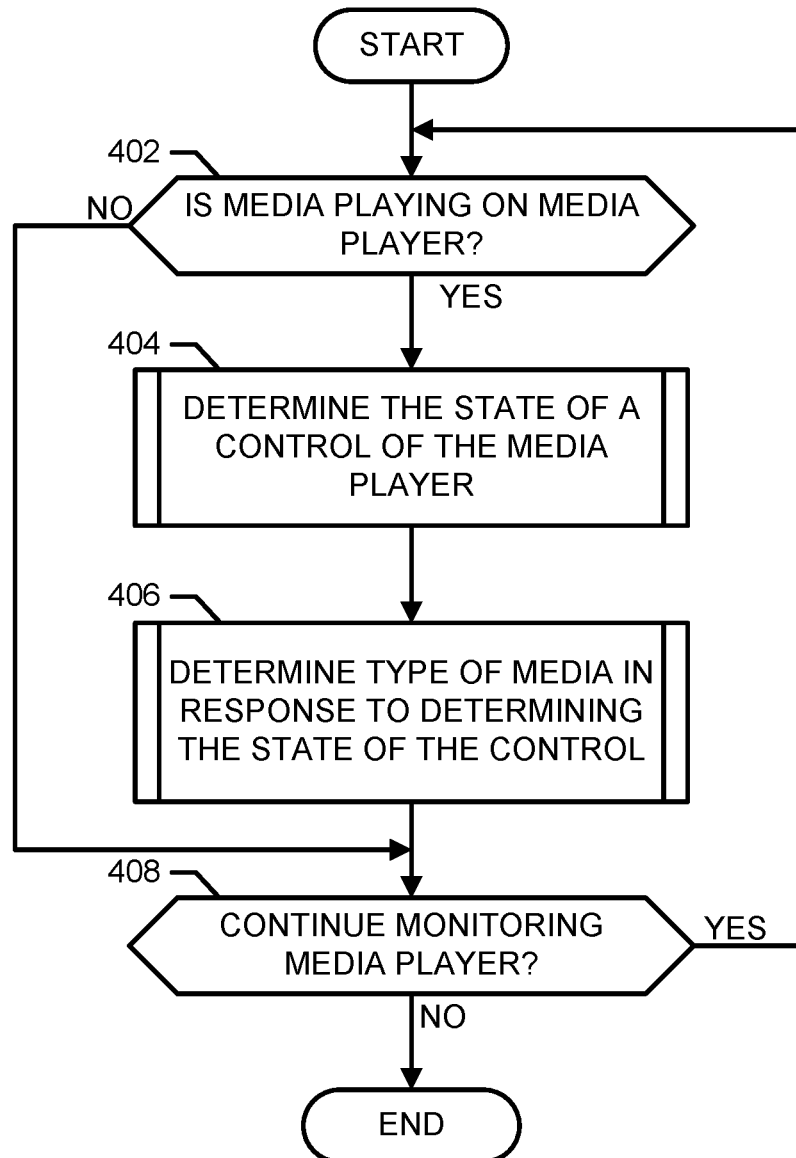 START
402
NO
IS MEDIA PLAYING ON MEDIA
PLAYER?
YES
404
DETERMINE THE STATE OF A
CONTROL OF THE MEDIA
PLAYER
406
DETERMINE TYPE OF MEDIA IN
RESPONSE TO DETERMINING
THE STATE OF THE CONTROL
408
CONTINUE MONITORING
MEDIA PLAYER?
YES
NO
END